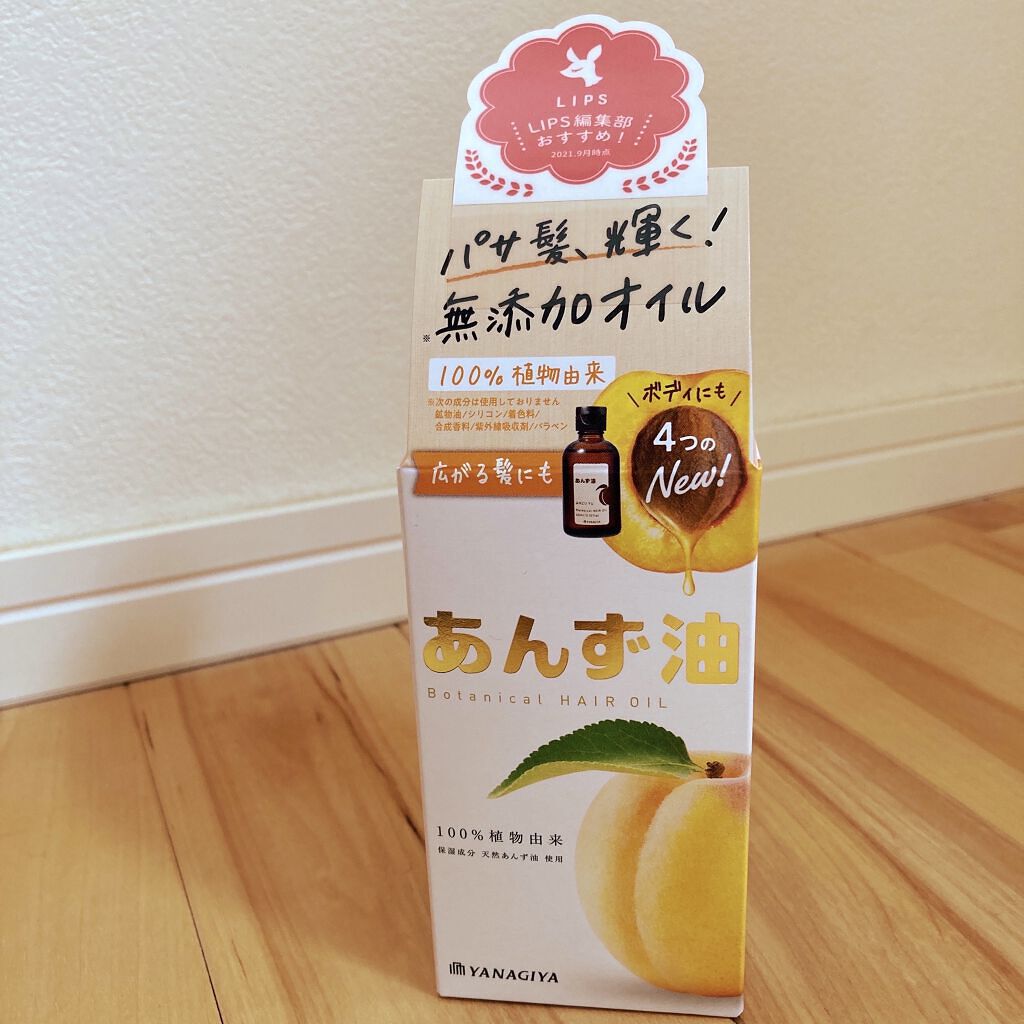 LIPS
LIPS編集部
おすすめ!
2021.9月時点
パサ髪、輝く!
※無添加オイル
100%植物由来
※次の成分は使用しておりません
鉱物油/シリコン/着色料/
合成香料/紫外線吸収剤/パラベン
\ボディにも/
4つの
New!
広がる髪にも
あんず油
あんず油
Botanical HAIR OIL
100%植物由来
保湿成分 天然あんず油 使用
YANAGIYA